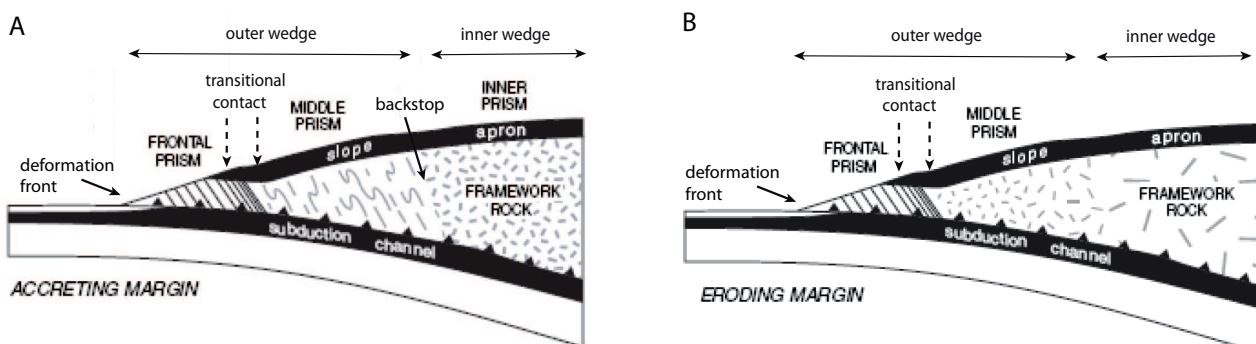 A
outer wedge
inner wedge
transitional
contact
MIDDLE
PRISM
backstop
INNER
PRISM
FRONTAL
PRISM
slope
apron
deformation
front
FRAMEWORK
ROCK
subduction channel
ACCRETING MARGIN
B
outer wedge
inner wedge
transitional
contact
MIDDLE
PRISM
FRONTAL
PRISM
slope
apron
deformation
front
FRAMEWORK
ROCK
subduction channel
ERODING MARGIN